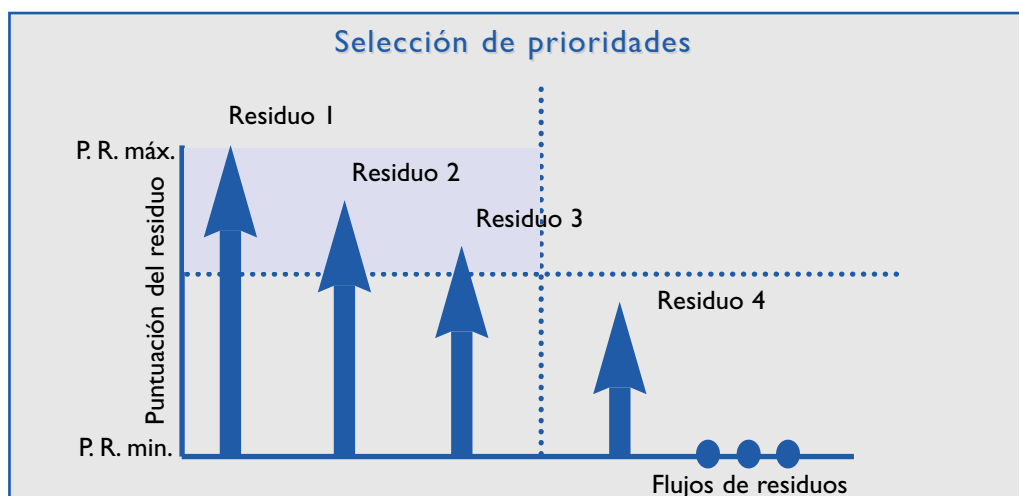 Selección de prioridades
Residuo 1
P. R. máx.
Residuo 2
Residuo 3
Puntuación del residuo
Residuo 4
P. R. min.
Flujos de residuos